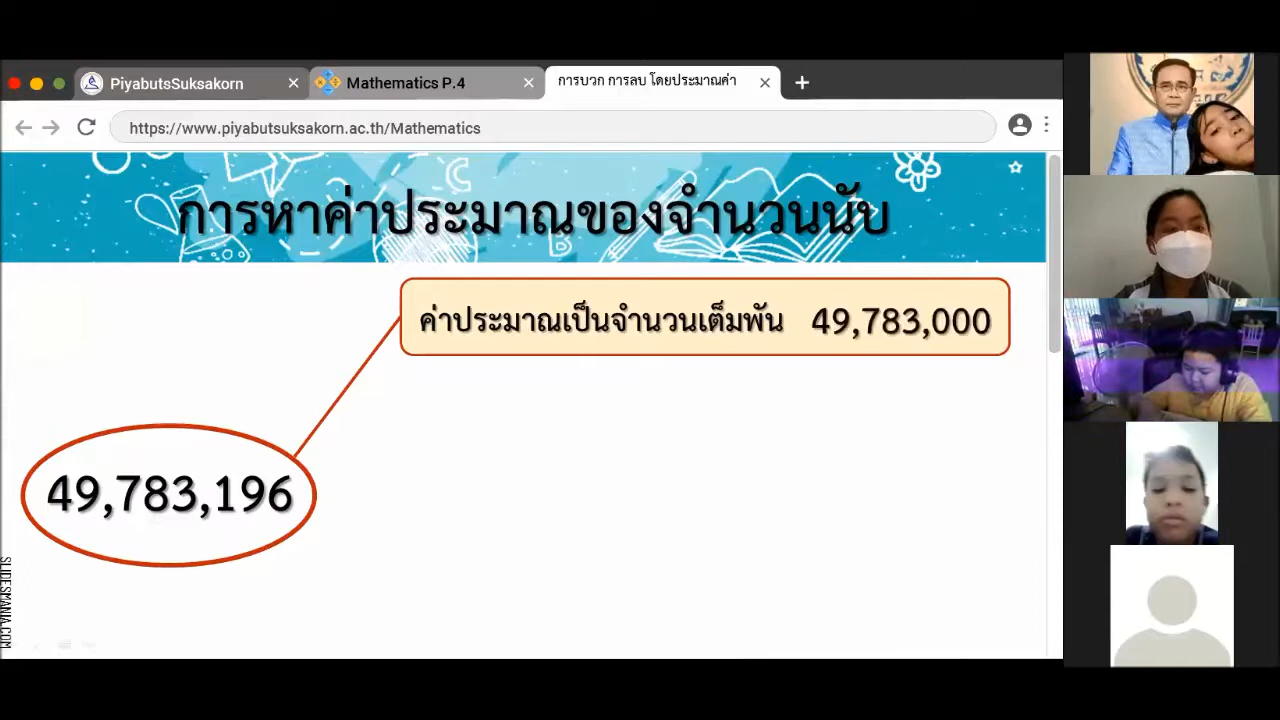 PiyabutsSuksakorn
Mathematics P.4
การบวก การลบ โดยประมาณค่า
https://www.piyabutsuksakorn.ac.th/Mathematics
การหาค่าประมาณของจำนวนนับ
ค่าประมาณเป็นจำนวนเต็มพัน 49,783,000
49,783,196
SLIDESMANIA.COM